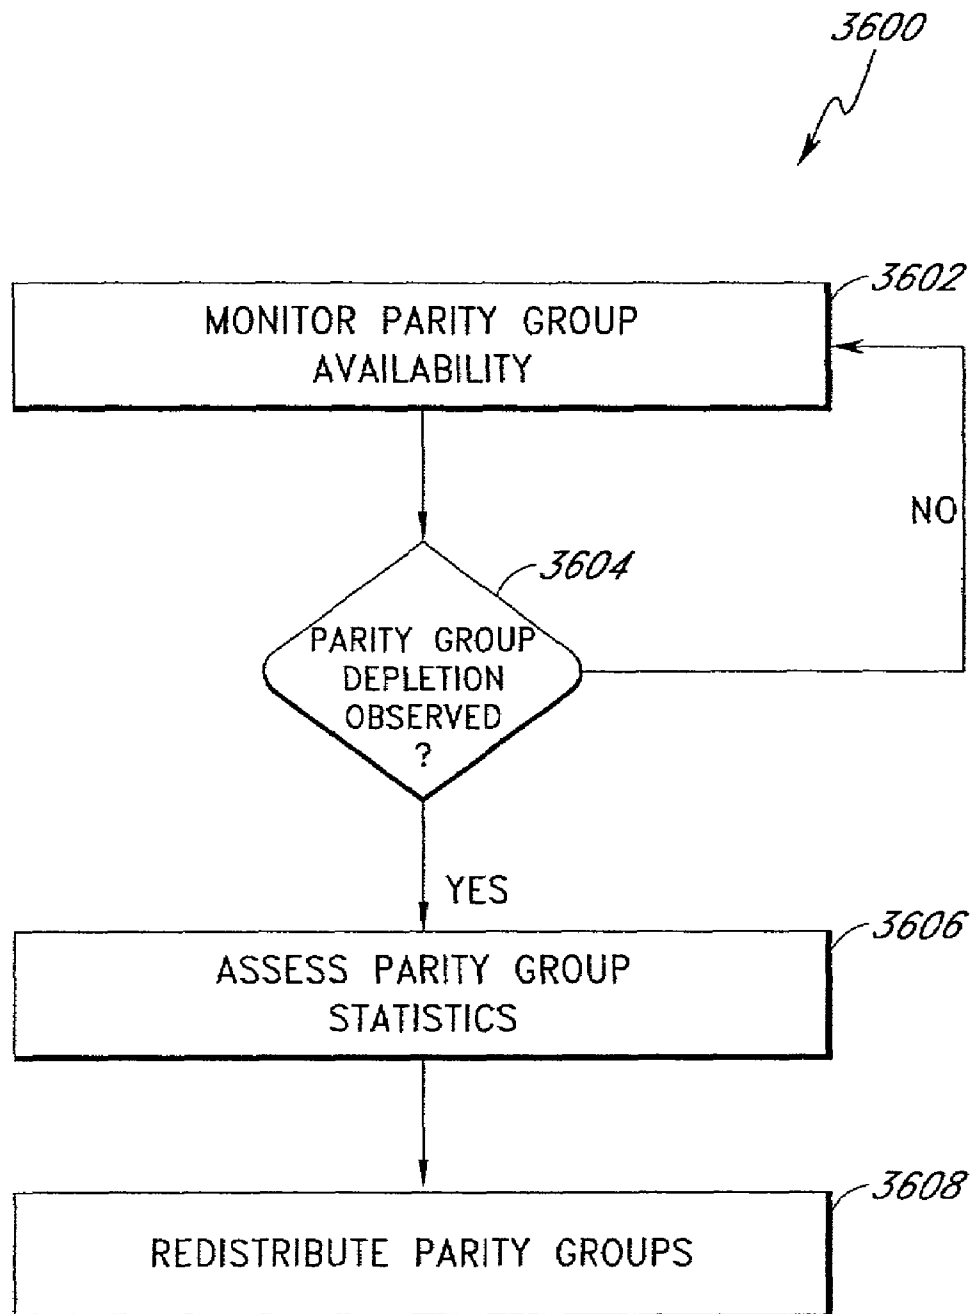 3600
3602
MONITOR PARITY GROUP
AVAILABILITY
NO
3604
PARITY GROUP
DEPLETION
OBSERVED
?
YES
3606
ASSESS PARITY GROUP
STATISTICS
3608
REDISTRIBUTE PARITY GROUPS